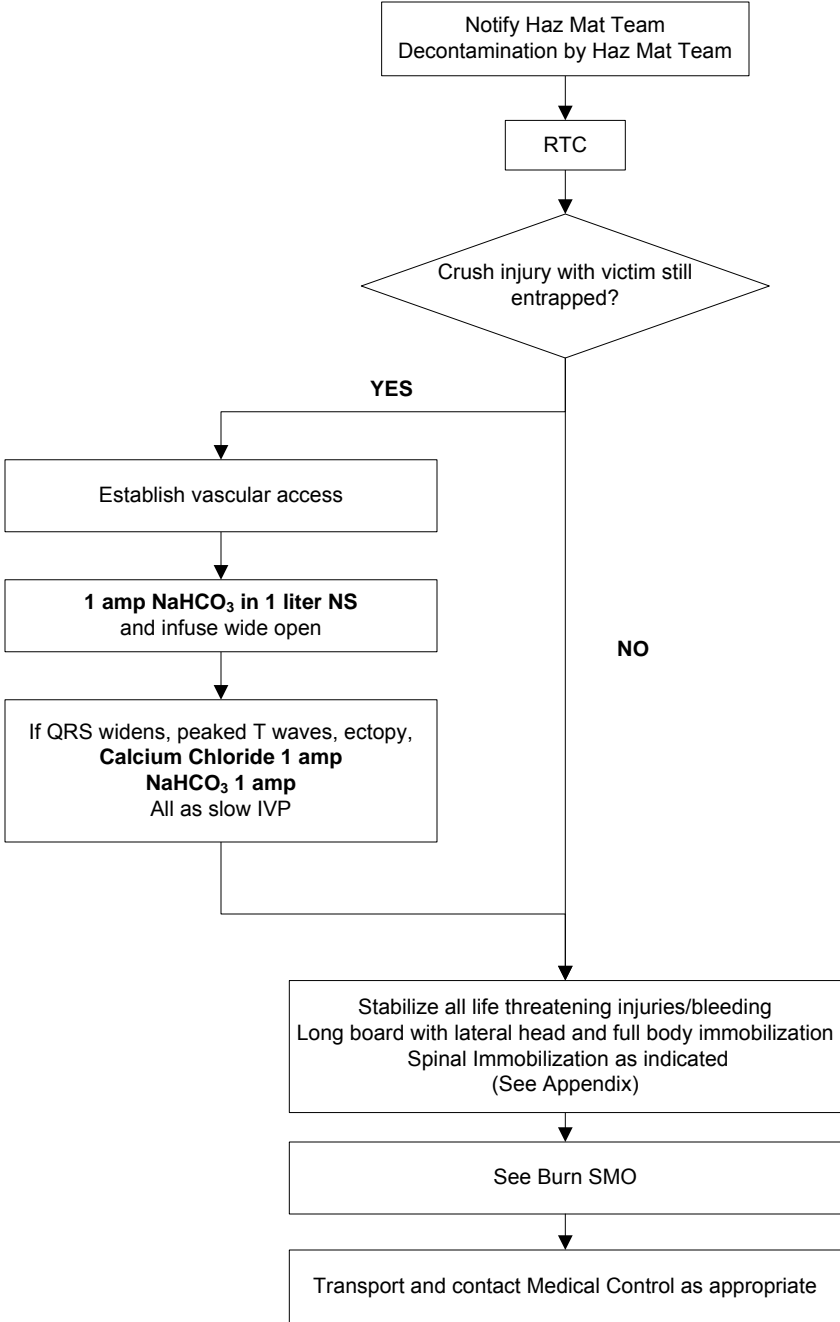 Notify Haz Mat Team
Decontamination by Haz Mat Team
RTC
Crush injury with victim still
entrapped?
YES
Establish vascular access
1 amp NaHCO₃ in 1 liter NS
and infuse wide open
NO
If QRS widens, peaked T waves, ectopy,
Calcium Chloride 1 amp
NaHCO₃ 1 amp
All as slow IVP
Stabilize all life threatening injuries/bleeding
Long board with lateral head and full body immobilization
Spinal Immobilization as indicated
(See Appendix)
See Burn SMO
Transport and contact Medical Control as appropriate